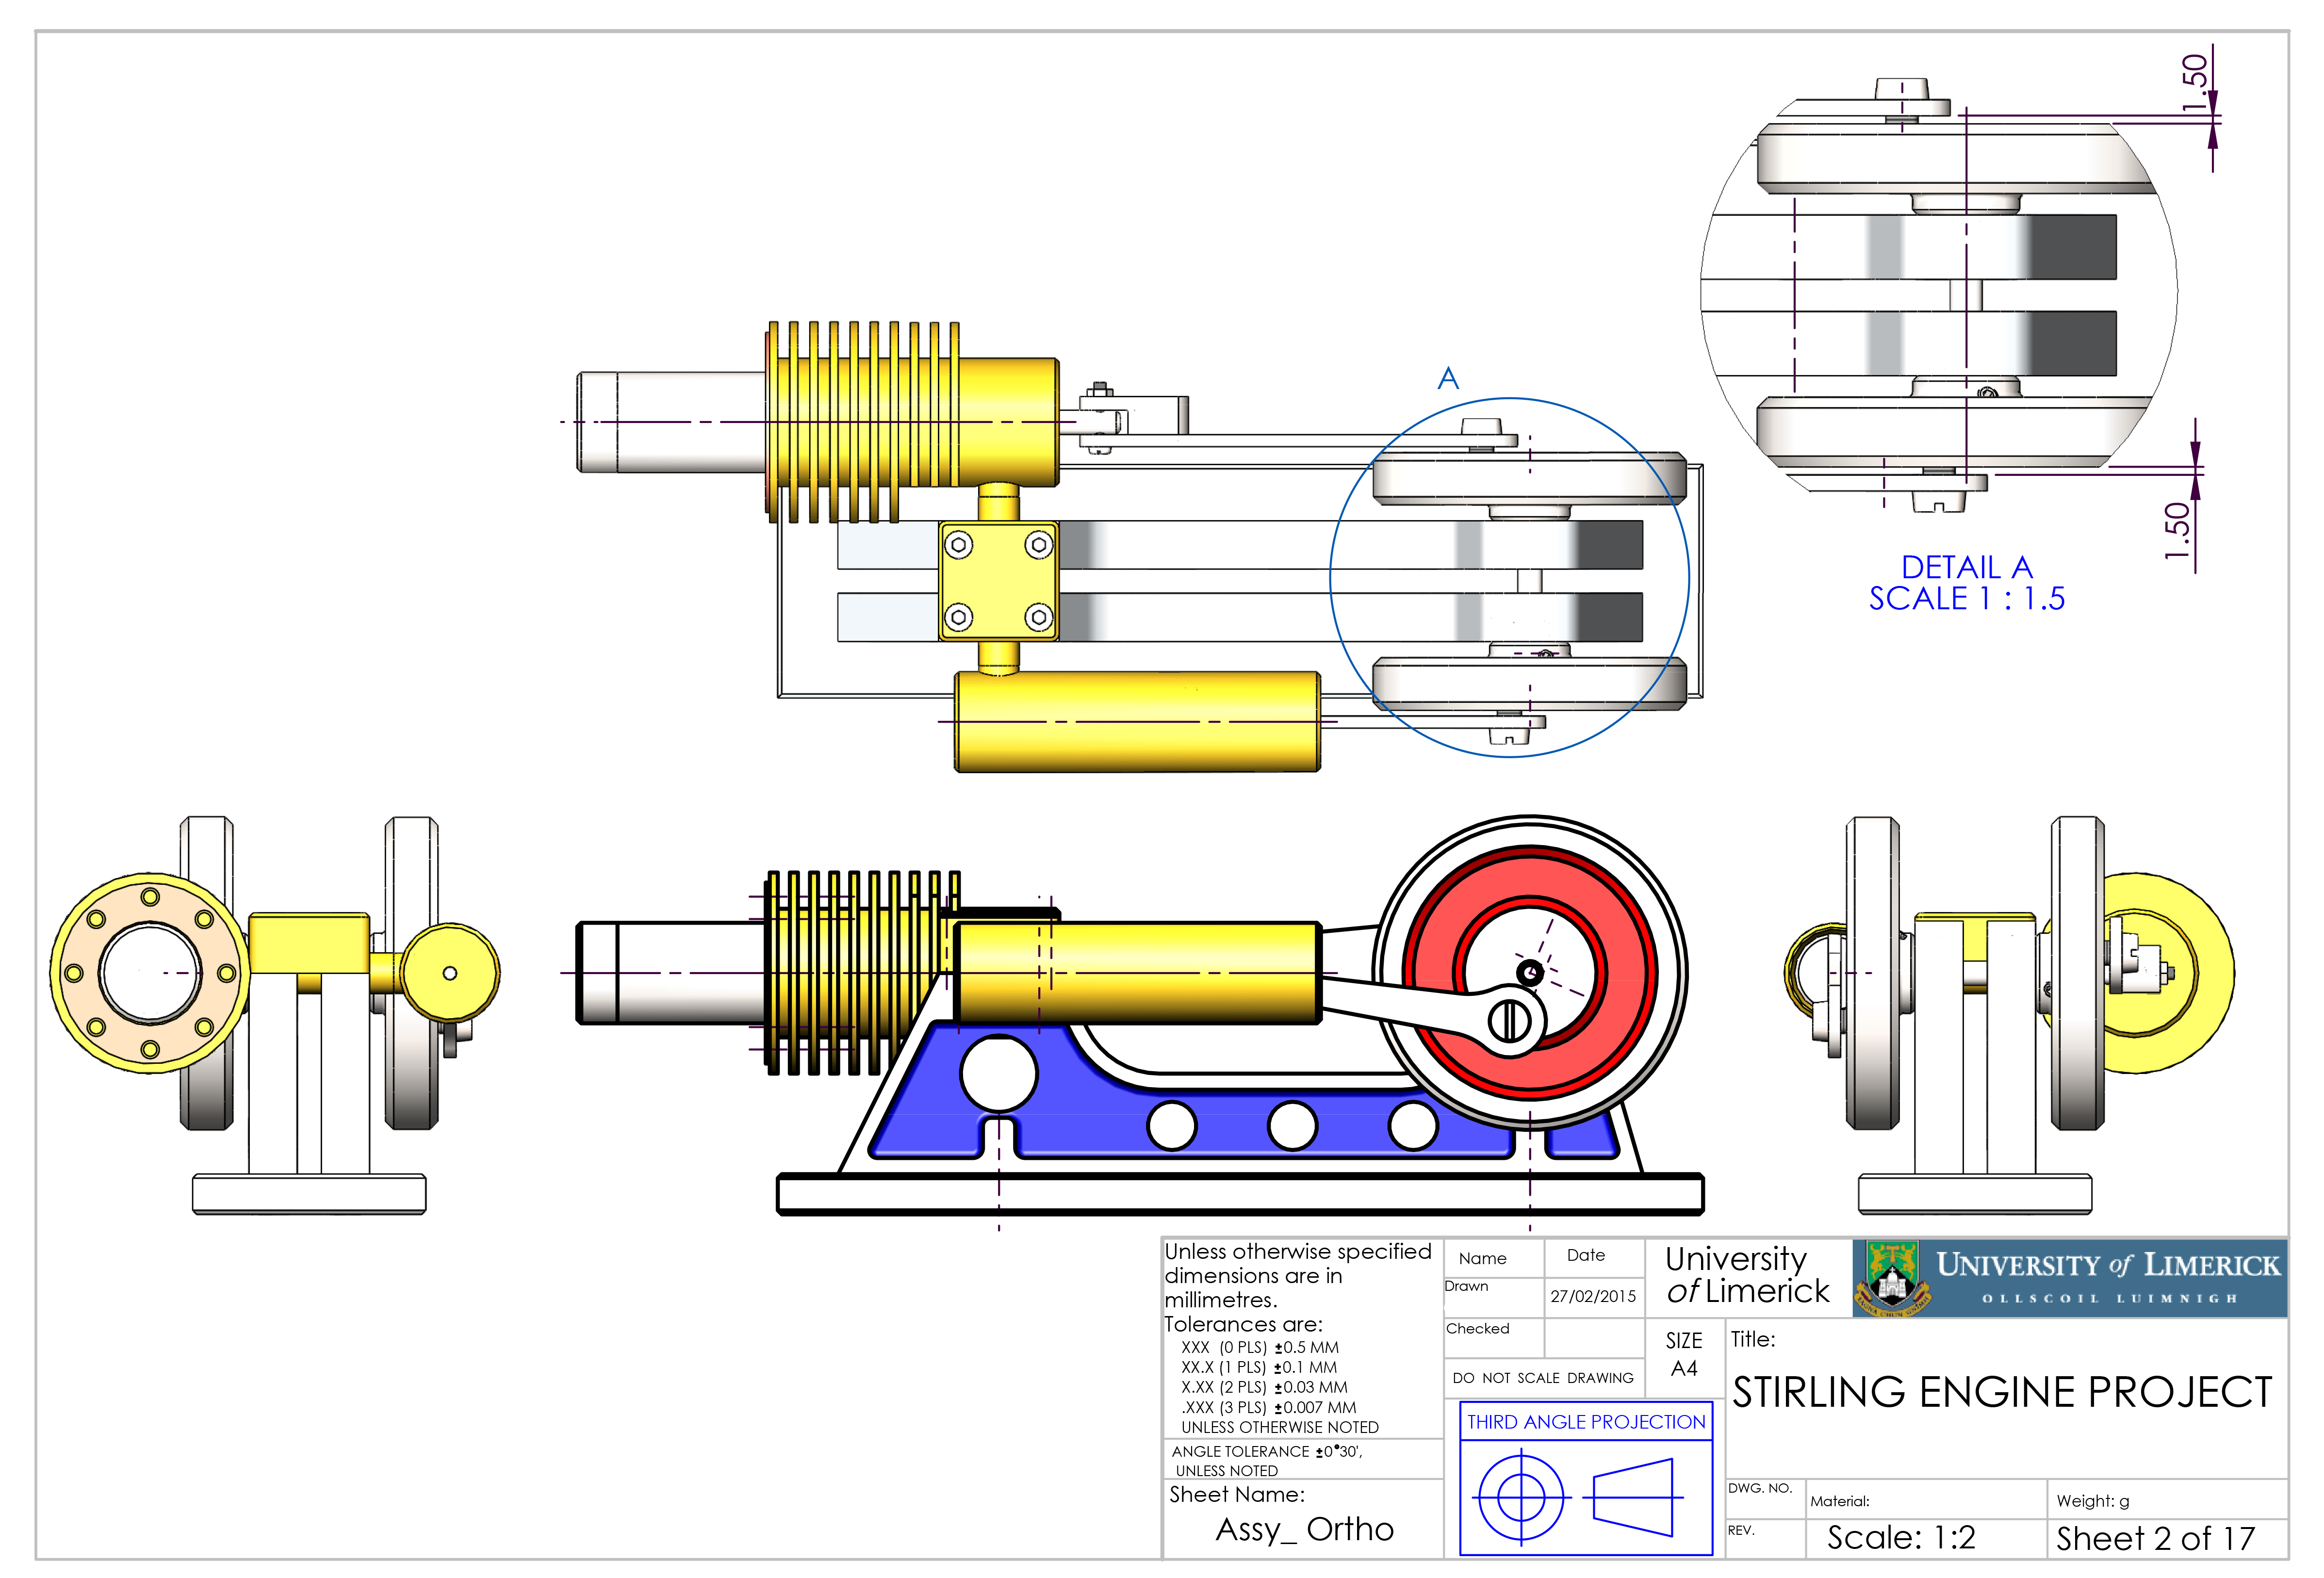 1.50
A
1.50
DETAIL A
SCALE 1 : 1.5
Unless otherwise specified
dimensions are in
millimetres.
Tolerances are:
XXX (0 PLS) ±0.5 MM
XX.X (1 PLS) ±0.1 MM
X.XX (2 PLS) ±0.03 MM
.XXX (3 PLS) ±0.007 MM
UNLESS OTHERWISE NOTED
ANGLE TOLERANCE ±0°30',
UNLESS NOTED
Sheet Name:
Assy_ Ortho
Name
Date
Drawn
27/02/2015
Checked
DO NOT SCALE DRAWING
THIRD ANGLE PROJECTION
University
of Limerick
SIZE
A4
UNIVERSITY of LIMERICK
OLLSCOIL LUIMNIGH
Title:
STIRLING ENGINE PROJECT
DWG. NO.
Material:
Weight: g
REV.
Scale: 1:2
Sheet 2 of 17